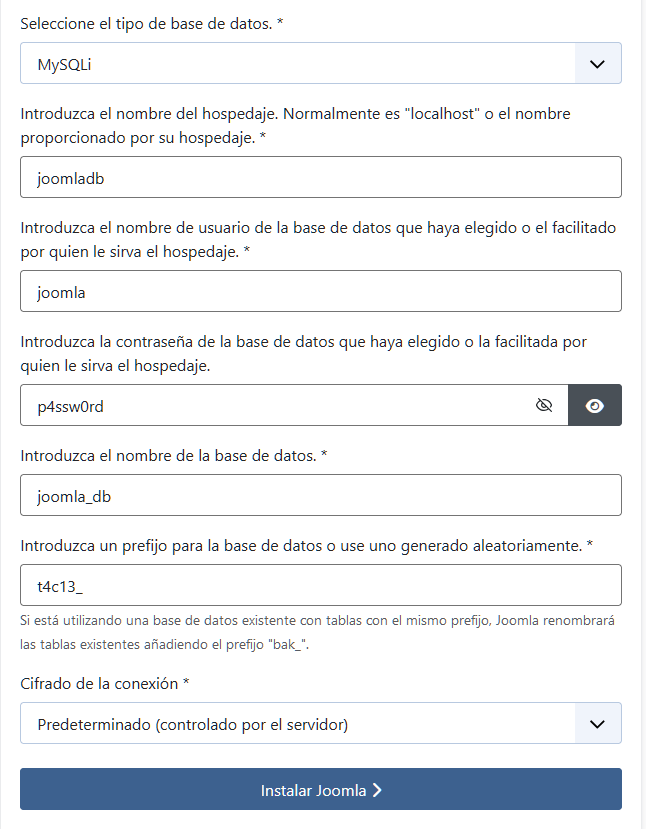 Seleccione el tipo de base de datos. *
MySQLi
Introduzca el nombre del hospedaje. Normalmente es "localhost" o el nombre
proporcionado por su hospedaje. *
joomladb
Introduzca el nombre de usuario de la base de datos que haya elegido o el facilitado
por quien le sirva el hospedaje. *
joomla
Introduzca la contraseña de la base de datos que haya elegido o la facilitada por
quien le sirva el hospedaje.
p4ssw0rd
Introduzca el nombre de la base de datos. *
joomla_db
Introduzca un prefijo para la base de datos o use uno generado aleatoriamente. *
t4c13_
Si está utilizando una base de datos existente con tablas con el mismo prefijo, Joomla renombrará
las tablas existentes añadiendo el prefijo "bak_".
Cifrado de la conexión *
Predeterminado (controlado por el servidor)
Instalar Joomla